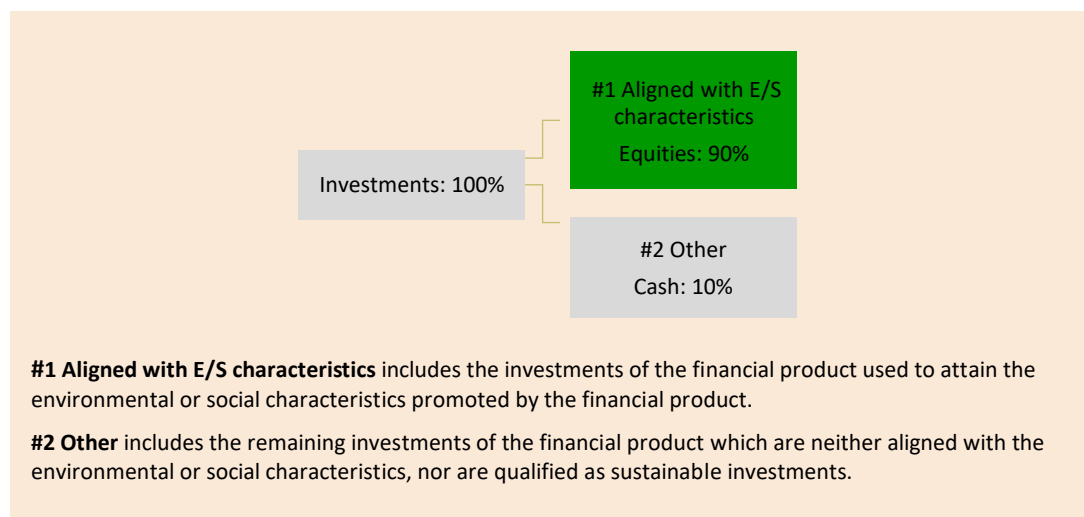 #1 Aligned with E/S
characteristics
Equities: 90%
Investments: 100%
#2 Other
Cash: 10%
#1 Aligned with E/S characteristics includes the investments of the financial product used to attain the
environmental or social characteristics promoted by the financial product.
#2 Other includes the remaining investments of the financial product which are neither aligned with the
environmental or social characteristics, nor are qualified as sustainable investments.